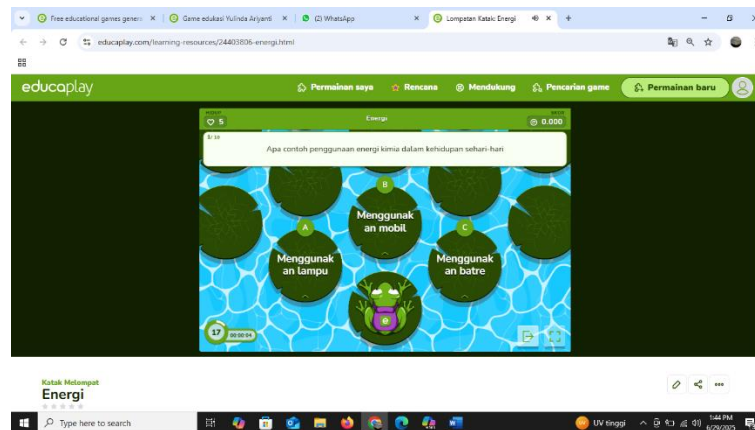 Free educational games gener
Game edukasi Yulinda Ariyanti
(2) WhatsApp
Lompatan Katak: Energi
educaplay.com/learning-resources/24403806-energi.html
educaplay
Permainan saya
Rencana
Mendukung
Pencarian game
Permainan baru
5
Energi
0.000
1/10
Apa contoh penggunaan energi kimia dalam kehidupan sehari-hari
B
Menggunak
an mobil
A
Menggunak
an lampu
C
Menggunak
an batre
e
17
00:00:04
Katak Melompat
Energi
Type here to search
UV tinggi
1:44 PM
6/29/2025